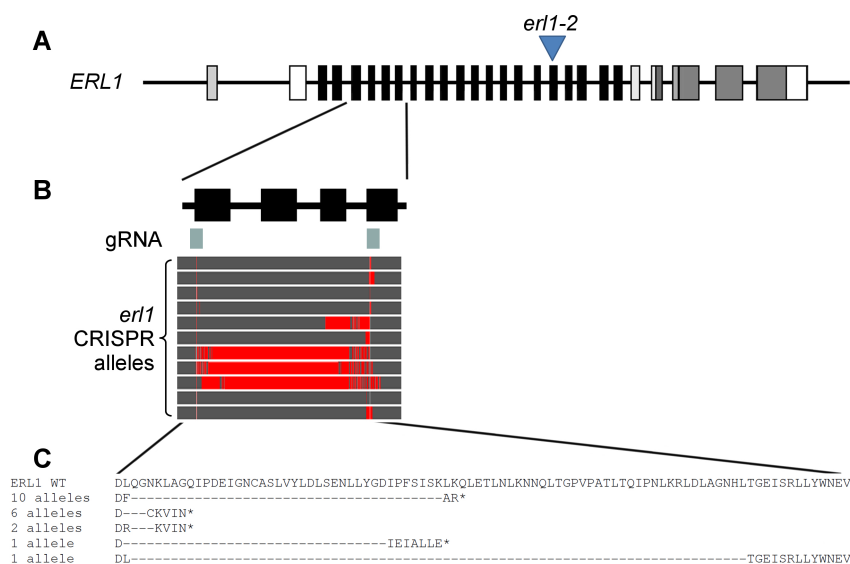 A
erl1-2
ERL1
B
gRNA
erl1
CRISPR
alleles
C
ERL1 WT DLQGNKLAGQIPDEIGNCASLVYLDLSENLLYGDIPFSISKLKQLETLNLKNNQLTGPVPATLTQIPNLKRLDLAGNHLTGEISRLLYWNEV
10 alleles DF---------------------------------------AR*
6 alleles D---CKVIN*
2 alleles DR---KVIN*
1 allele D---------------------------------IEIALLE*
1 allele DL-----------------------------------------------------------------------------TGEISRLLYWNEV